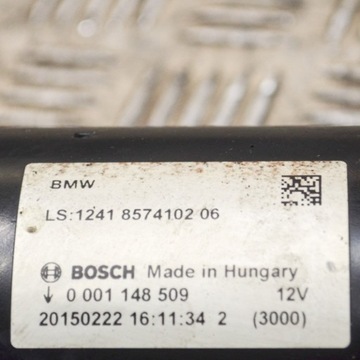 BMW
LS:1241 8574102 06
BOSCH Made in Hungary
↓ 0 001 148 509 12V
20150222 16:11:34 2 (3000)